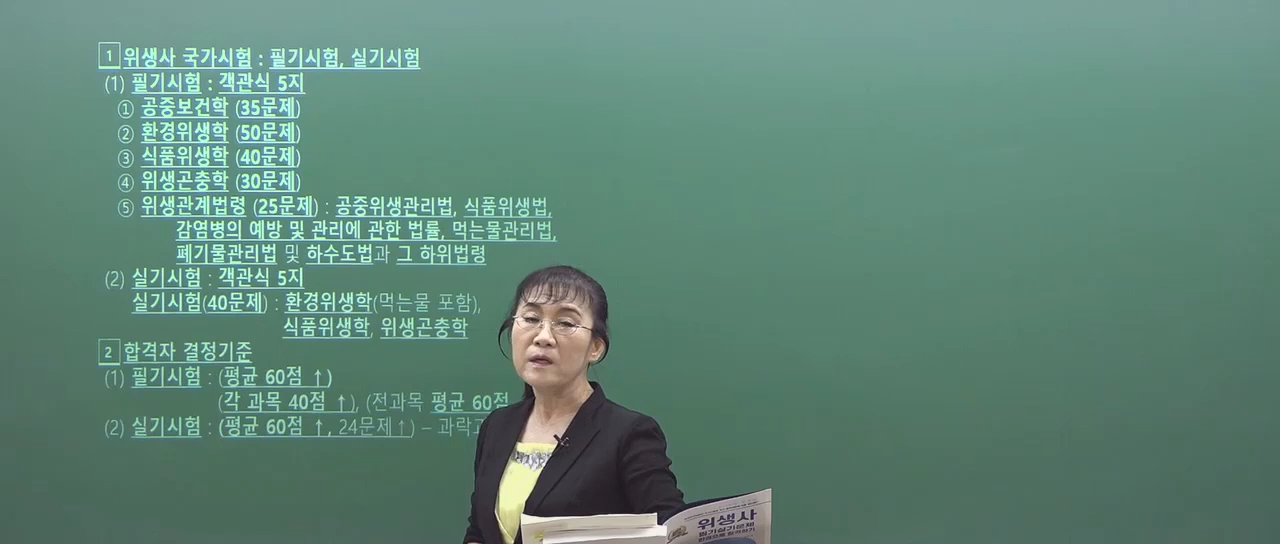 1 위생사 국가시험 : 필기시험, 실기시험
(1) 필기시험 : 객관식 5지
① 공중보건학 (35문제)
② 환경위생학 (50문제)
③ 식품위생학 (40문제)
④ 위생곤충학 (30문제)
⑤ 위생관계법령 (25문제) : 공중위생관리법, 식품위생법,
감염병의 예방 및 관리에 관한 법률, 먹는물관리법,
폐기물관리법 및 하수도법과 그 하위법령
(2) 실기시험 : 객관식 5지
실기시험(40문제) : 환경위생학(먹는물 포함),
식품위생학, 위생곤충학
2 합격자 결정기준
(1) 필기시험 : (평균 60점 ↑)
(각 과목 40점 ↑), (전과목 평균 60점
(2) 실기시험 : (평균 60점 ↑, 24문제↑) – 과락
위생사
필기실기문제